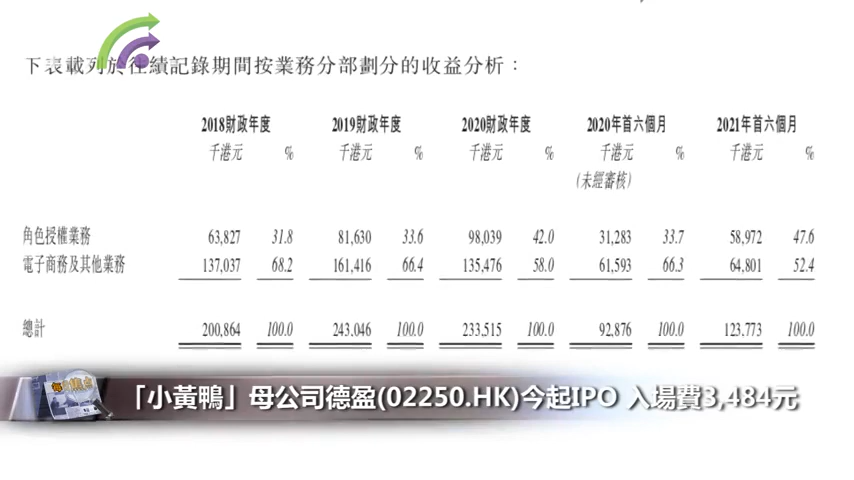 下表載列於往績記錄期間按業務分部劃分的收益分析：
2018財政年度 2019財政年度 2020財政年度 2020年首六個月 2021年首六個月
千港元 % 千港元 % 千港元 % 千港元 % 千港元 %
(未經審核)
角色授權業務 63,827 31.8 81,630 33.6 98,039 42.0 31,283 33.7 58,972 47.6
電子商務及其他業務 137,037 68.2 161,416 66.4 135,476 58.0 61,593 66.3 64,801 52.4
總計 200,864 100.0 243,046 100.0 233,515 100.0 92,876 100.0 123,773 100.0
「小黃鴨」母公司德盈(02250.HK)今起IPO 入場費3,484元